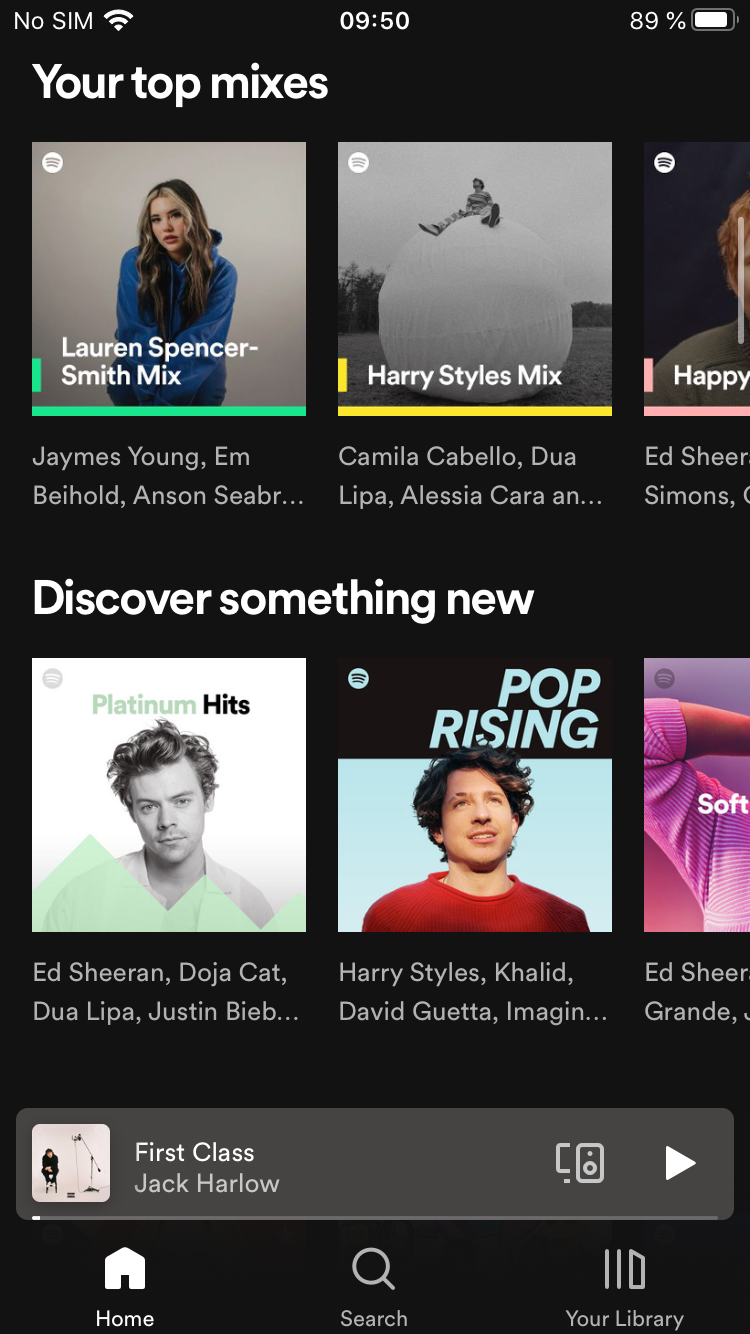 No SIM 09:50 89 %
Your top mixes
Lauren Spencer-
Smith Mix
Harry Styles Mix
Happy
Jaymes Young, Em
Beihold, Anson Seabr...
Camila Cabello, Dua
Lipa, Alessia Cara an...
Ed Sheer
Simons,
Discover something new
Platinum Hits
POP
RISING
Soft
Ed Sheeran, Doja Cat,
Dua Lipa, Justin Bieb...
Harry Styles, Khalid,
David Guetta, Imagin...
Ed Sheer
Grande,
First Class
Jack Harlow
Home
Search
Your Library